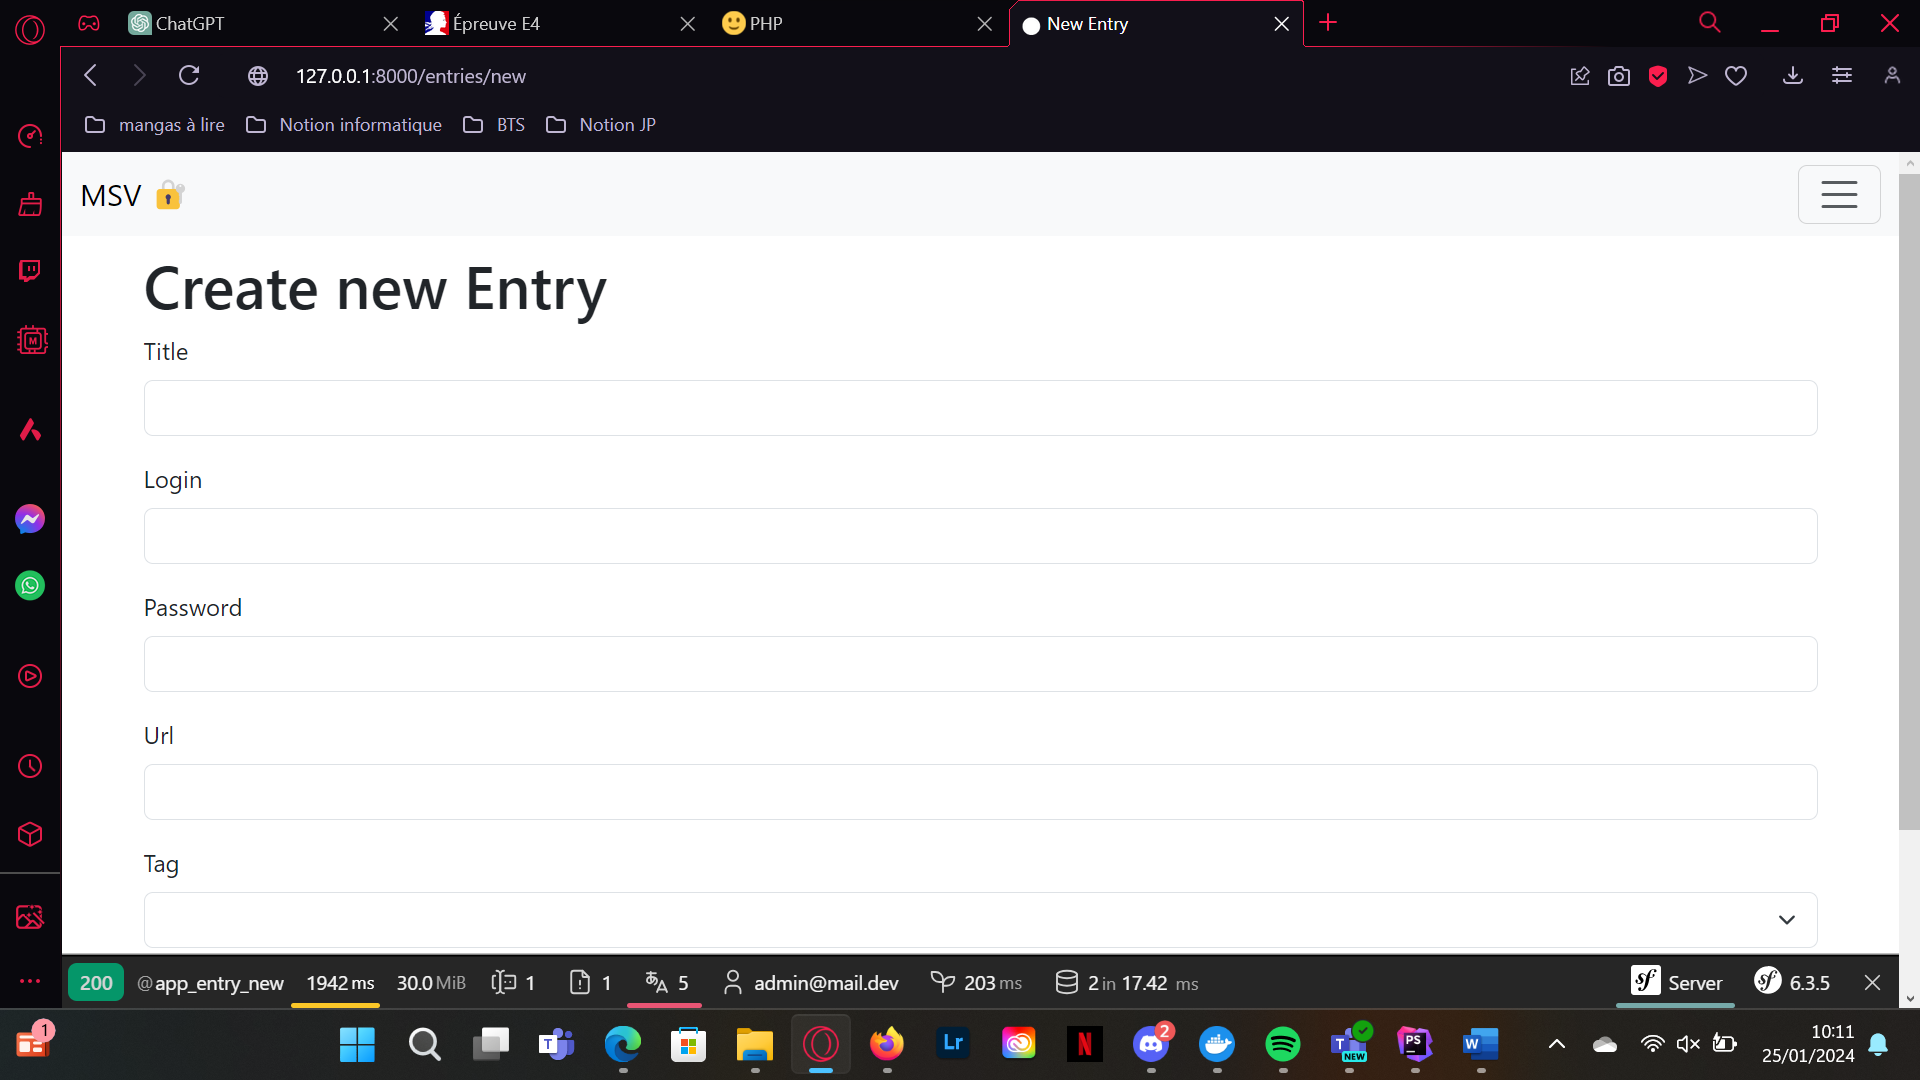 ChatGPT
Épreuve E4
PHP
New Entry
127.0.0.1:8000/entries/new
mangas à lire
Notion informatique
BTS
Notion JP
MSV
Create new Entry
Title
Login
Password
Url
Tag
200 @app_entry_new 1942 ms 30.0 MiB 1 1 5 admin@mail.dev 203 ms 2 in 17.42 ms Server 6.3.5
1
Lr
N
2
T
NEW
PS
W
10:11
25/01/2024